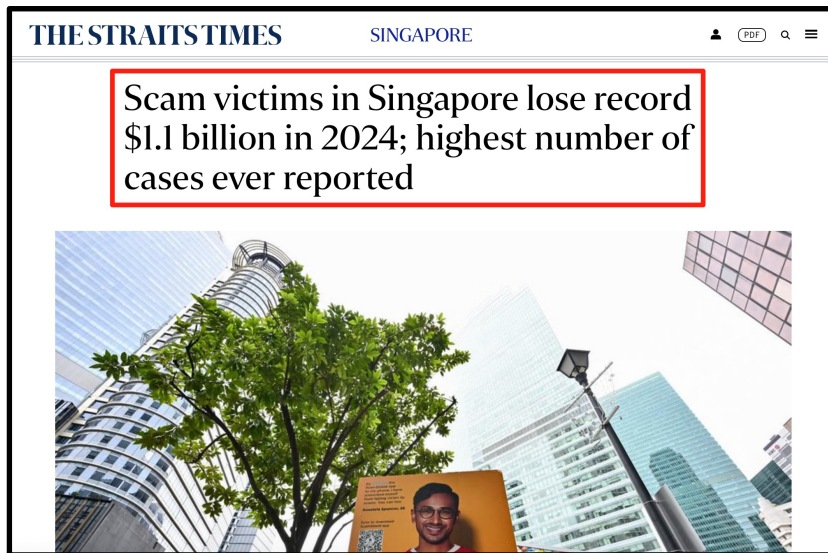 THE STRAITS TIMES
SINGAPORE
PDF
Scam victims in Singapore lose record
$1.1 billion in 2024; highest number of
cases ever reported